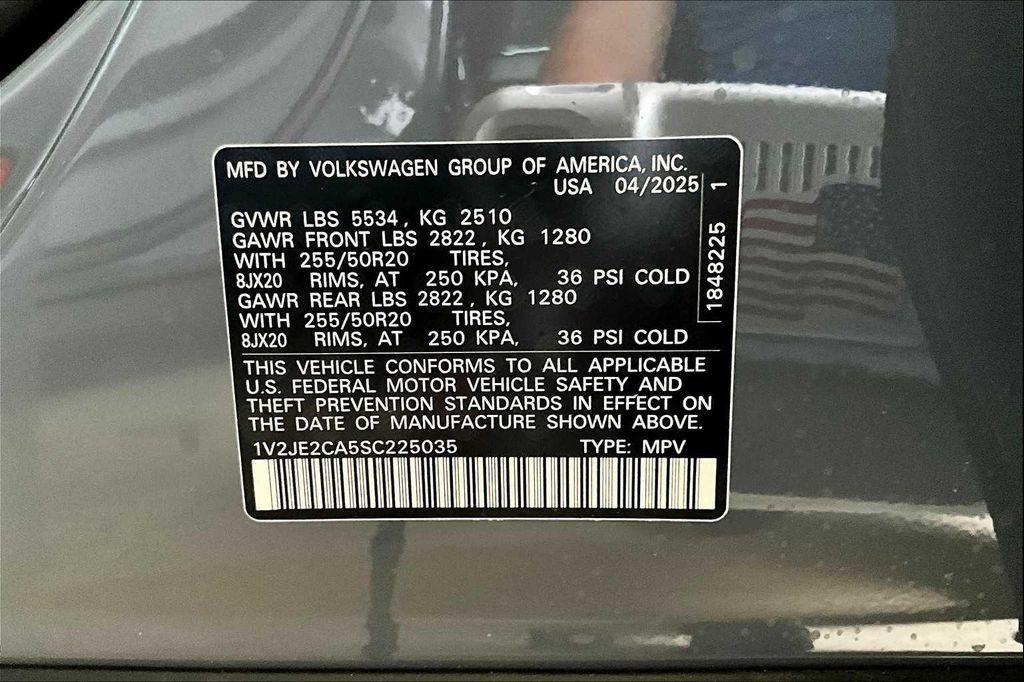 MFD BY VOLKSWAGEN GROUP OF AMERICA, INC.
USA 04/2025
GVWR LBS 5534, KG 2510
GAWR FRONT LBS 2822, KG 1280
WITH 255/50R20 TIRES,
8JX20 RIMS, AT 250 KPA, 36 PSI COLD
GAWR REAR LBS 2822, KG 1280
WITH 255/50R20 TIRES,
8JX20 RIMS, AT 250 KPA, 36 PSI COLD
1848225 1
THIS VEHICLE CONFORMS TO ALL APPLICABLE
U.S. FEDERAL MOTOR VEHICLE SAFETY AND
THEFT PREVENTION STANDARDS IN EFFECT ON
THE DATE OF MANUFACTURE SHOWN ABOVE.
1V2JE2CA5SC225035 TYPE: MPV